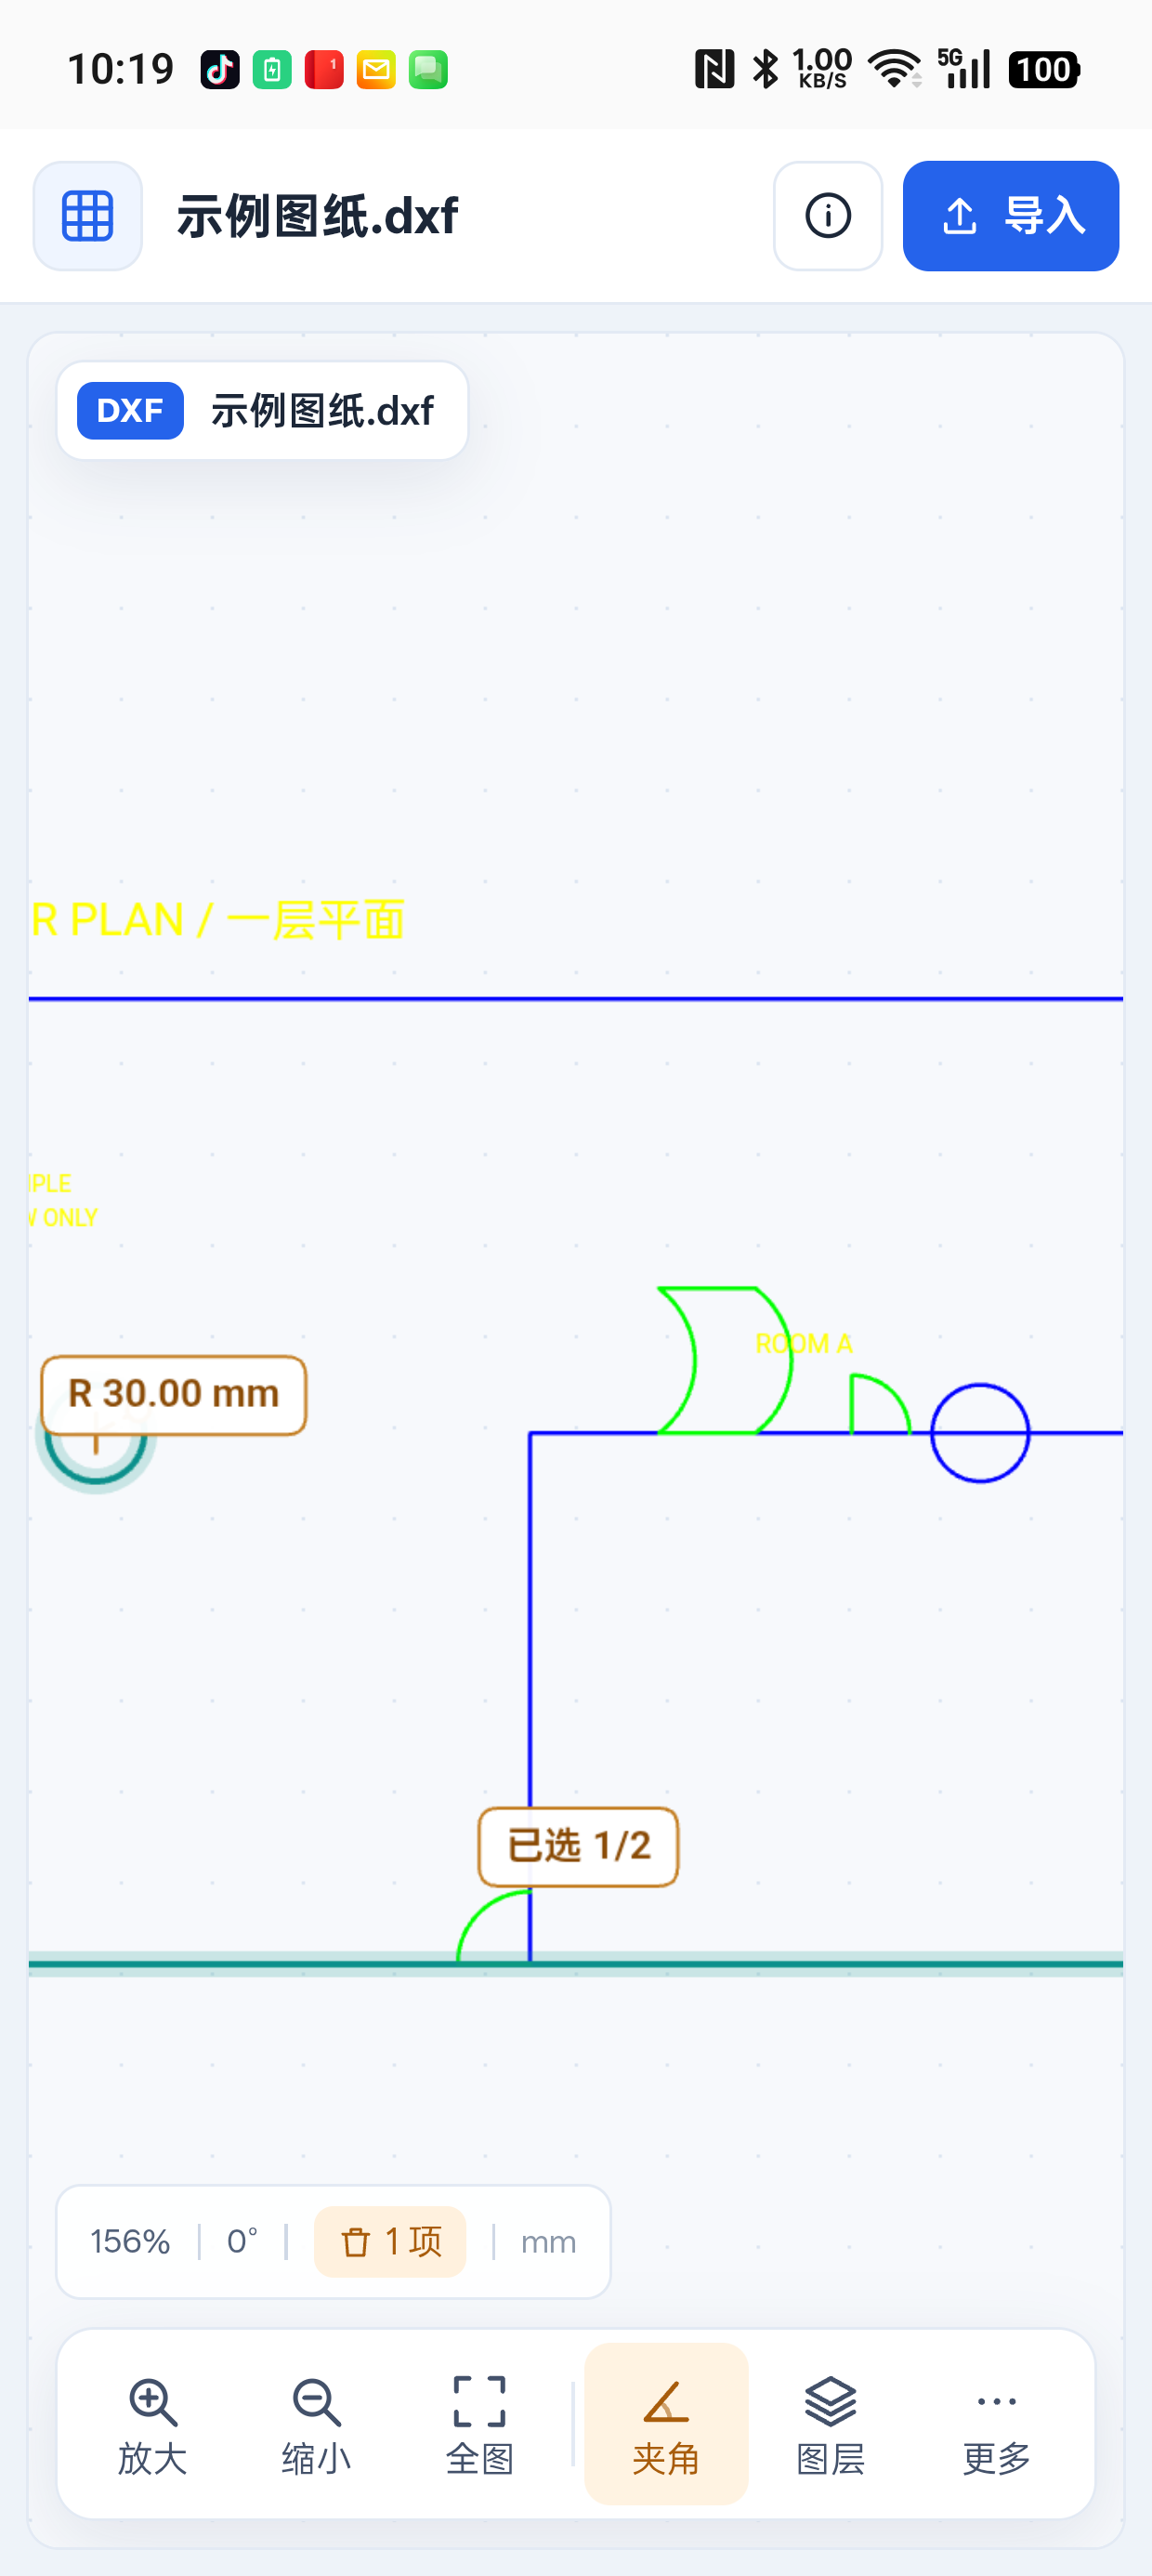 10:19
1
1.00
KB/S
5G
100
示例图纸.dxf
导入
DXF 示例图纸.dxf
R PLAN / 一层平面
IPLE
W ONLY
ROOM A
R 30.00 mm
已选 1/2
156% 0° 1 项 mm
放大 缩小 全图 夹角 图层 更多